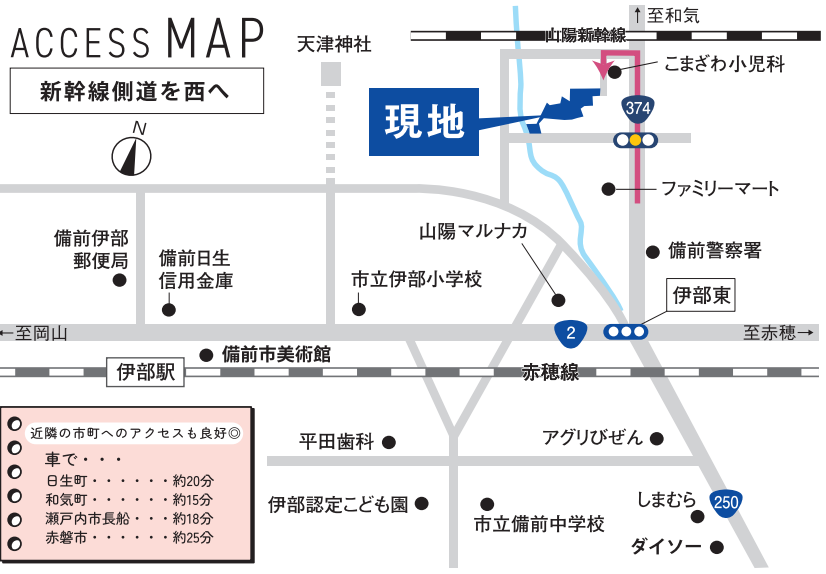 ACCESS MAP
新幹線側道を西へ
N
天津神社
至和気
山陽新幹線
こまざわ小児科
現地
374
ファミリーマート
山陽マルナカ
備前警察署
備前伊部
郵便局
備前日生
信用金庫
市立伊部小学校
伊部東
←至岡山
2
至赤穂→
備前市美術館
伊部駅
赤穂線
近隣の市町へのアクセスも良好◎
車で・・・
日生町・・・・・・約20分
和気町・・・・・・約15分
瀬戸内市長船・・・約18分
赤磐市・・・・・・約25分
平田歯科
アグリびぜん
伊部認定こども園
市立備前中学校
しまむら
250
ダイソー